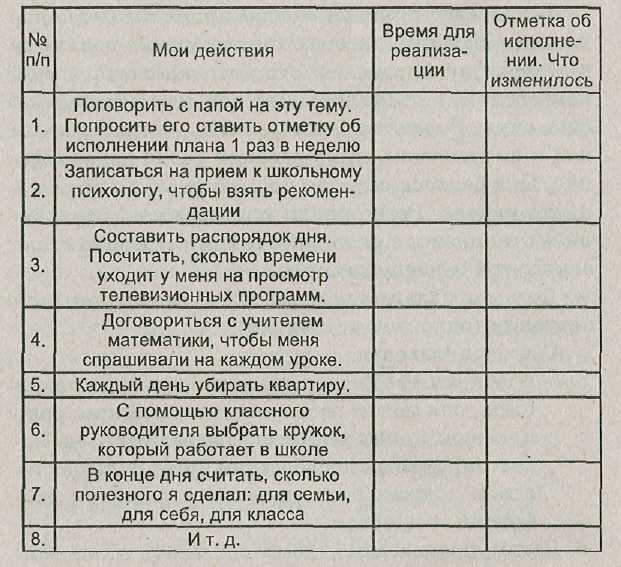 № п/п
Мои действия
Время для реализа-
ции
Отметка об исполне-
нии. Что изменилось
1.
Поговорить с папой на эту тему.
Попросить его ставить отметку об
исполнении плана 1 раз в неделю
2.
Записаться на прием к школьному
психологу, чтобы взять рекомен-
дации
3.
Составить распорядок дня.
Посчитать, сколько времени
уходит у меня на просмотр
телевизионных программ.
4.
Договориться с учителем
математики, чтобы меня
спрашивали на каждом уроке.
5.
Каждый день убирать квартиру.
6.
С помощью классного
руководителя выбрать кружок,
который работает в школе
7.
В конце дня считать, сколько
полезного я сделал: для семьи,
для себя, для класса
8.
И т. д.